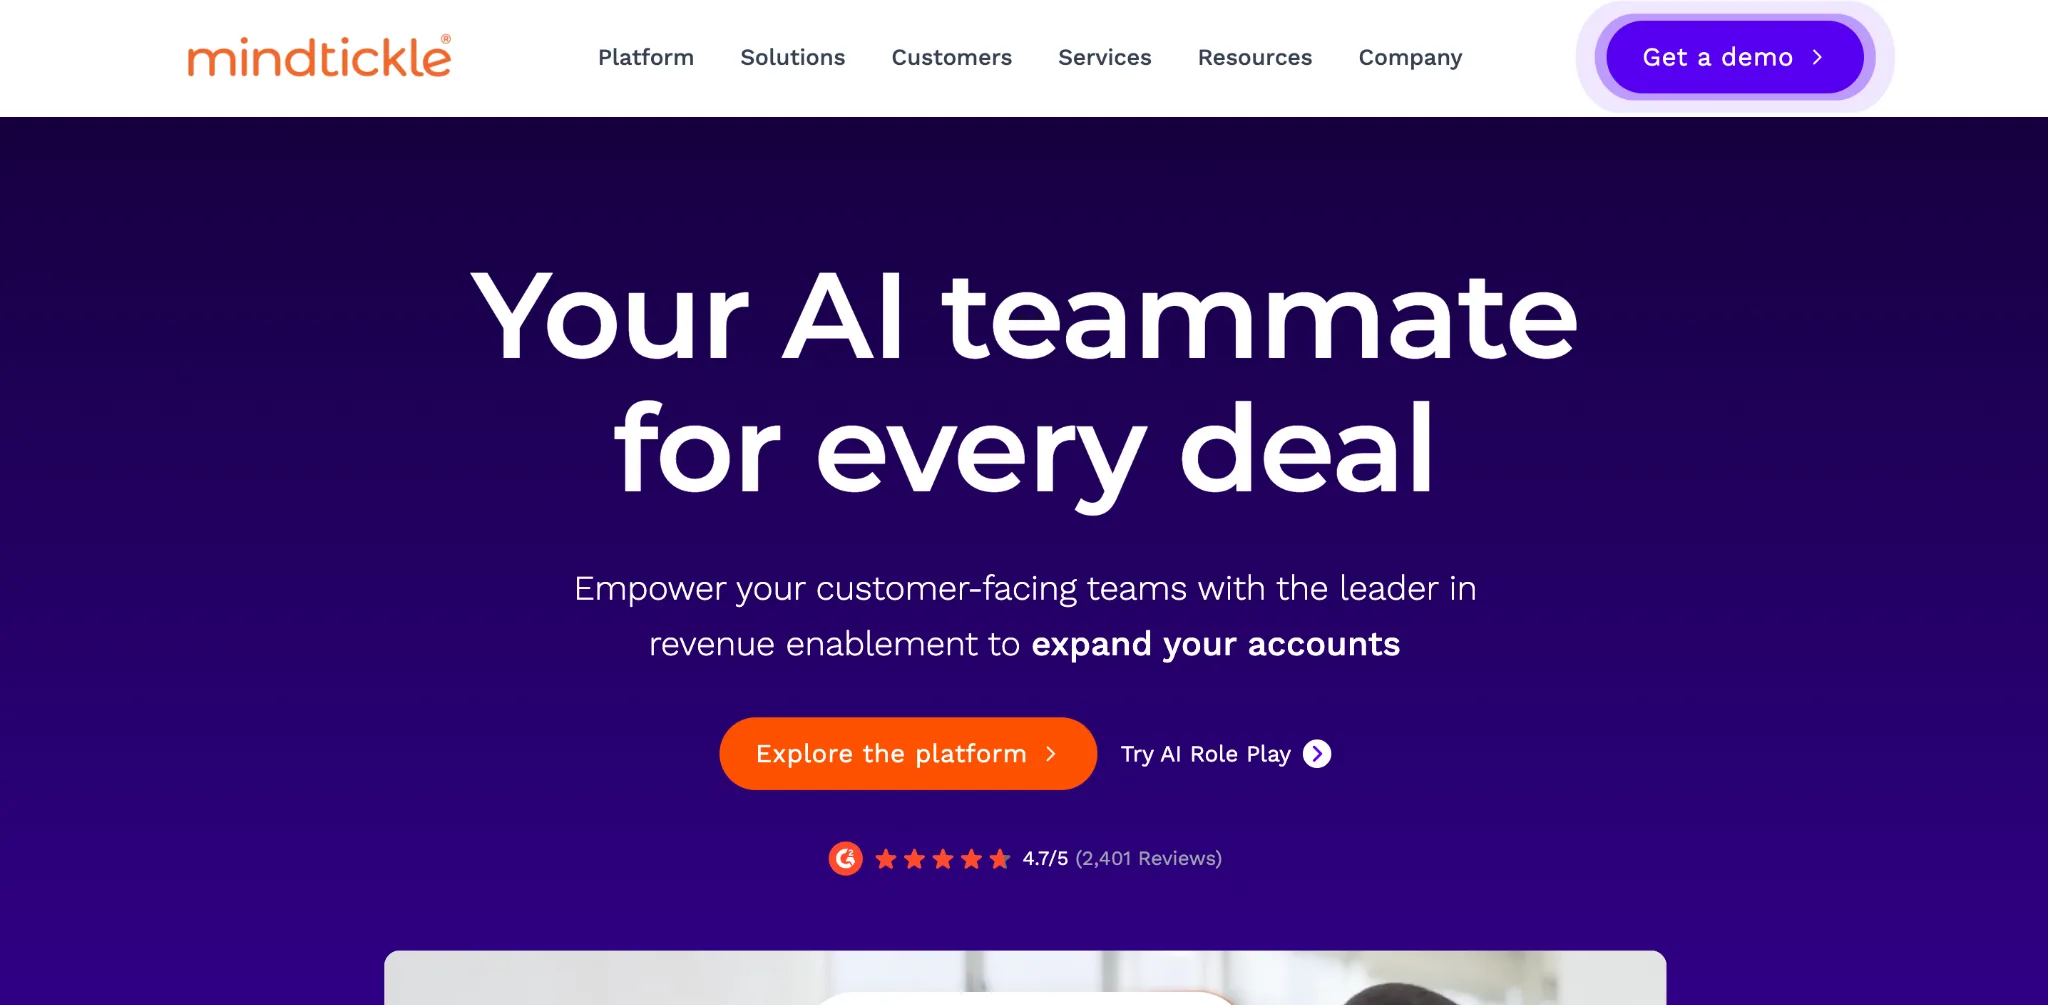 mindtickle®
Platform
Solutions
Customers
Services
Resources
Company
Get a demo
Your AI teammate
for every deal
Empower your customer-facing teams with the leader in
revenue enablement to expand your accounts
Explore the platform
Try AI Role Play
G2
4.7/5 (2,401 Reviews)